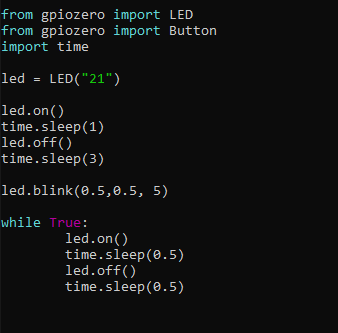 from gpiozero import LED
from gpiozero import Button
import time

led = LED("21")

led.on()
time.sleep(1)
led.off()
time.sleep(3)

led.blink(0.5,0.5, 5)

while True:
        led.on()
        time.sleep(0.5)
        led.off()
        time.sleep(0.5)